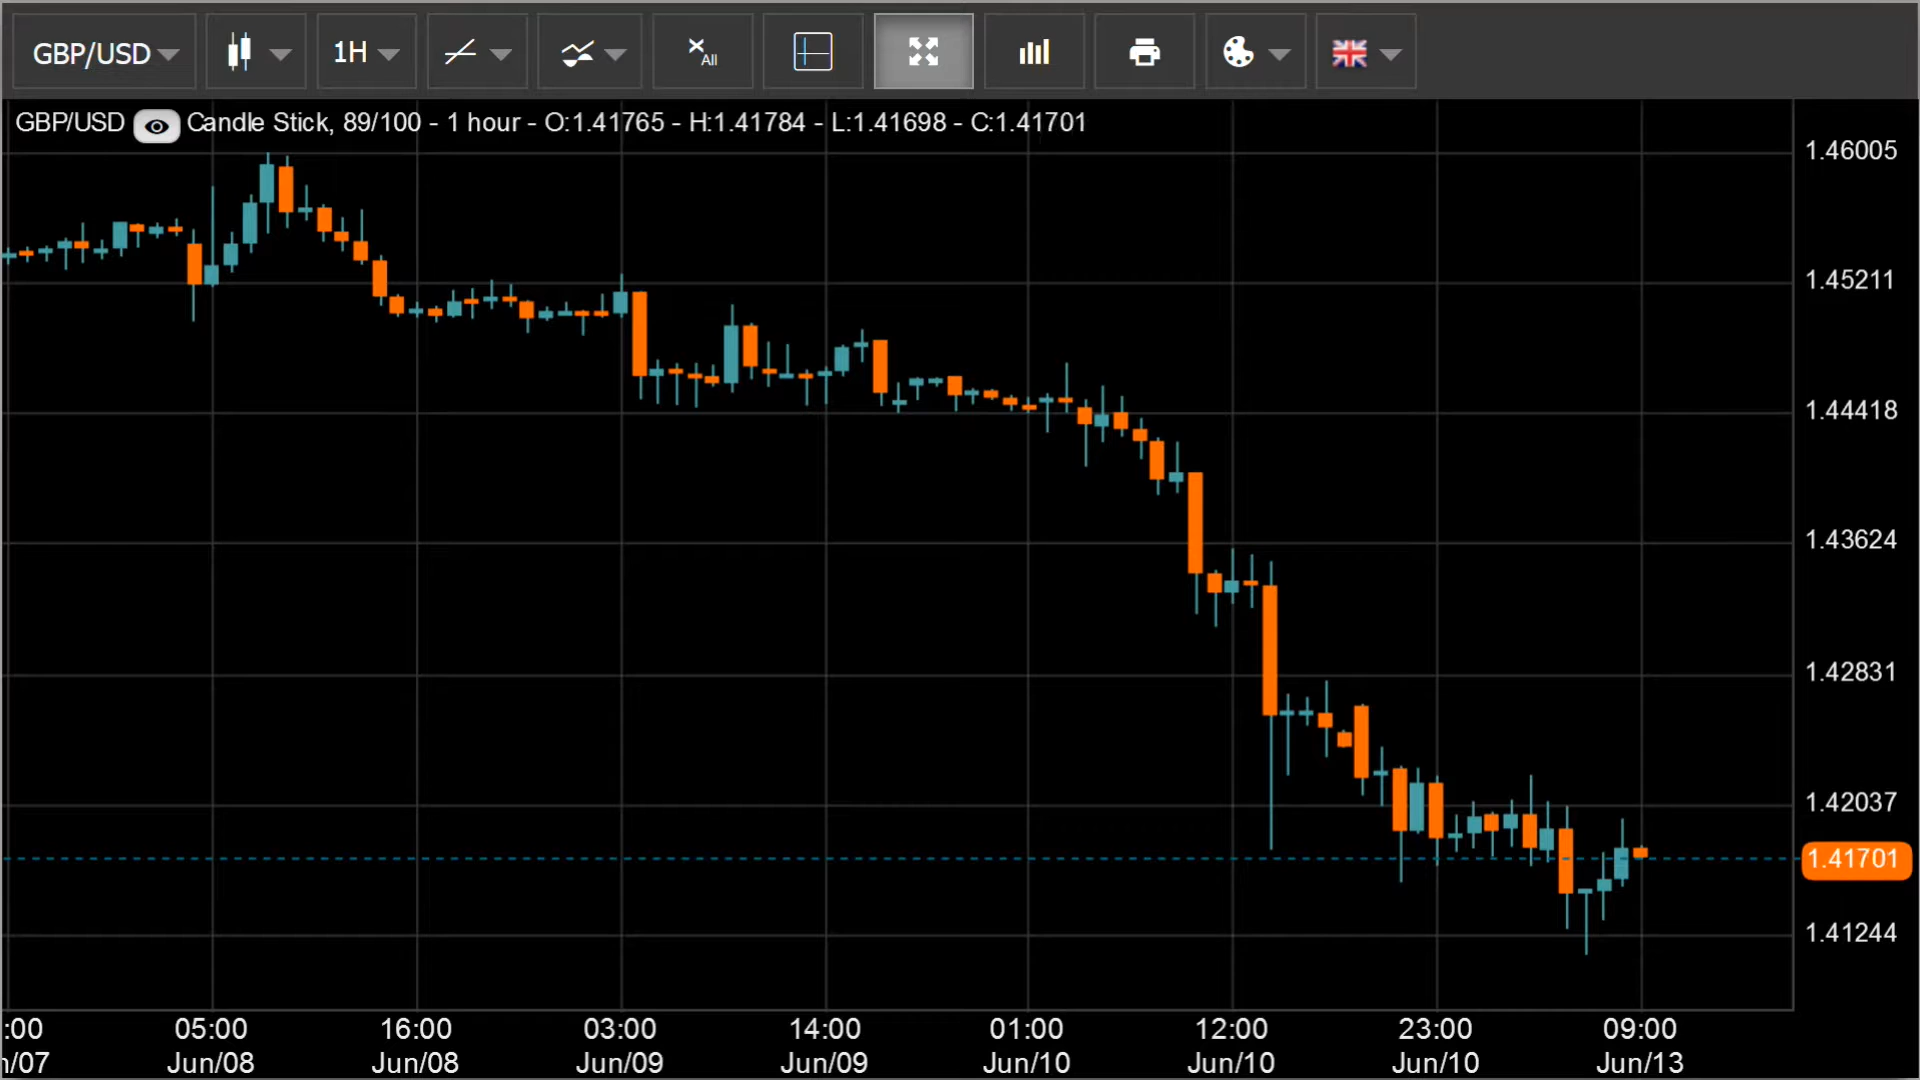 GBP/USD 1H All
GBP/USD Candle Stick, 89/100 - 1 hour - O:1.41765 - H:1.41784 - L:1.41698 - C:1.41701
1.46005
1.45211
1.44418
1.43624
1.42831
1.42037
1.41701
1.41244
:00 05:00 16:00 03:00 14:00 01:00 12:00 23:00 09:00
n/07 Jun/08 Jun/08 Jun/09 Jun/09 Jun/10 Jun/10 Jun/10 Jun/13